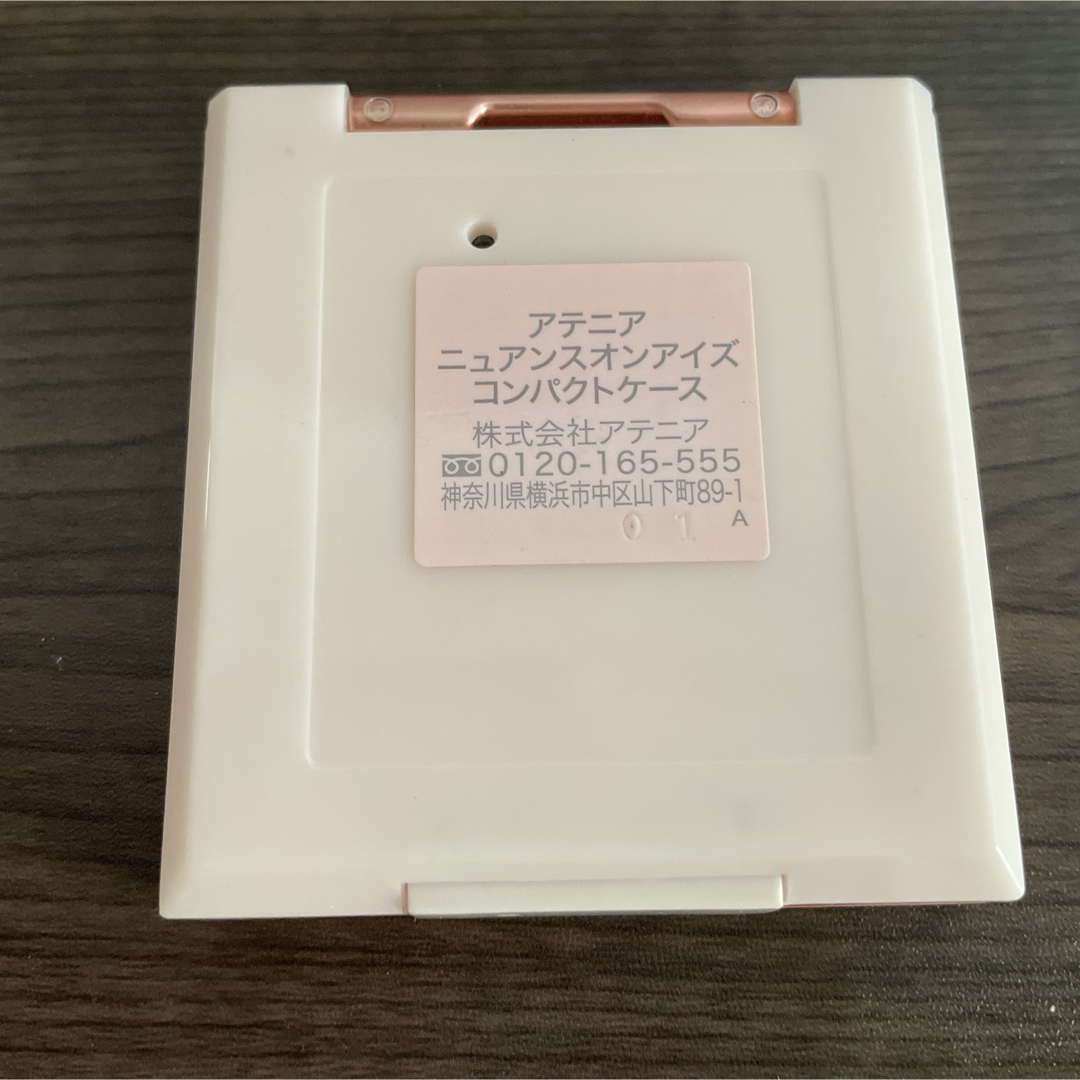 アテニア
ニュアンスオンアイズ
コンパクトケース
株式会社アテニア
0120-165-555
神奈川県横浜市中区山下町89-1
01 A